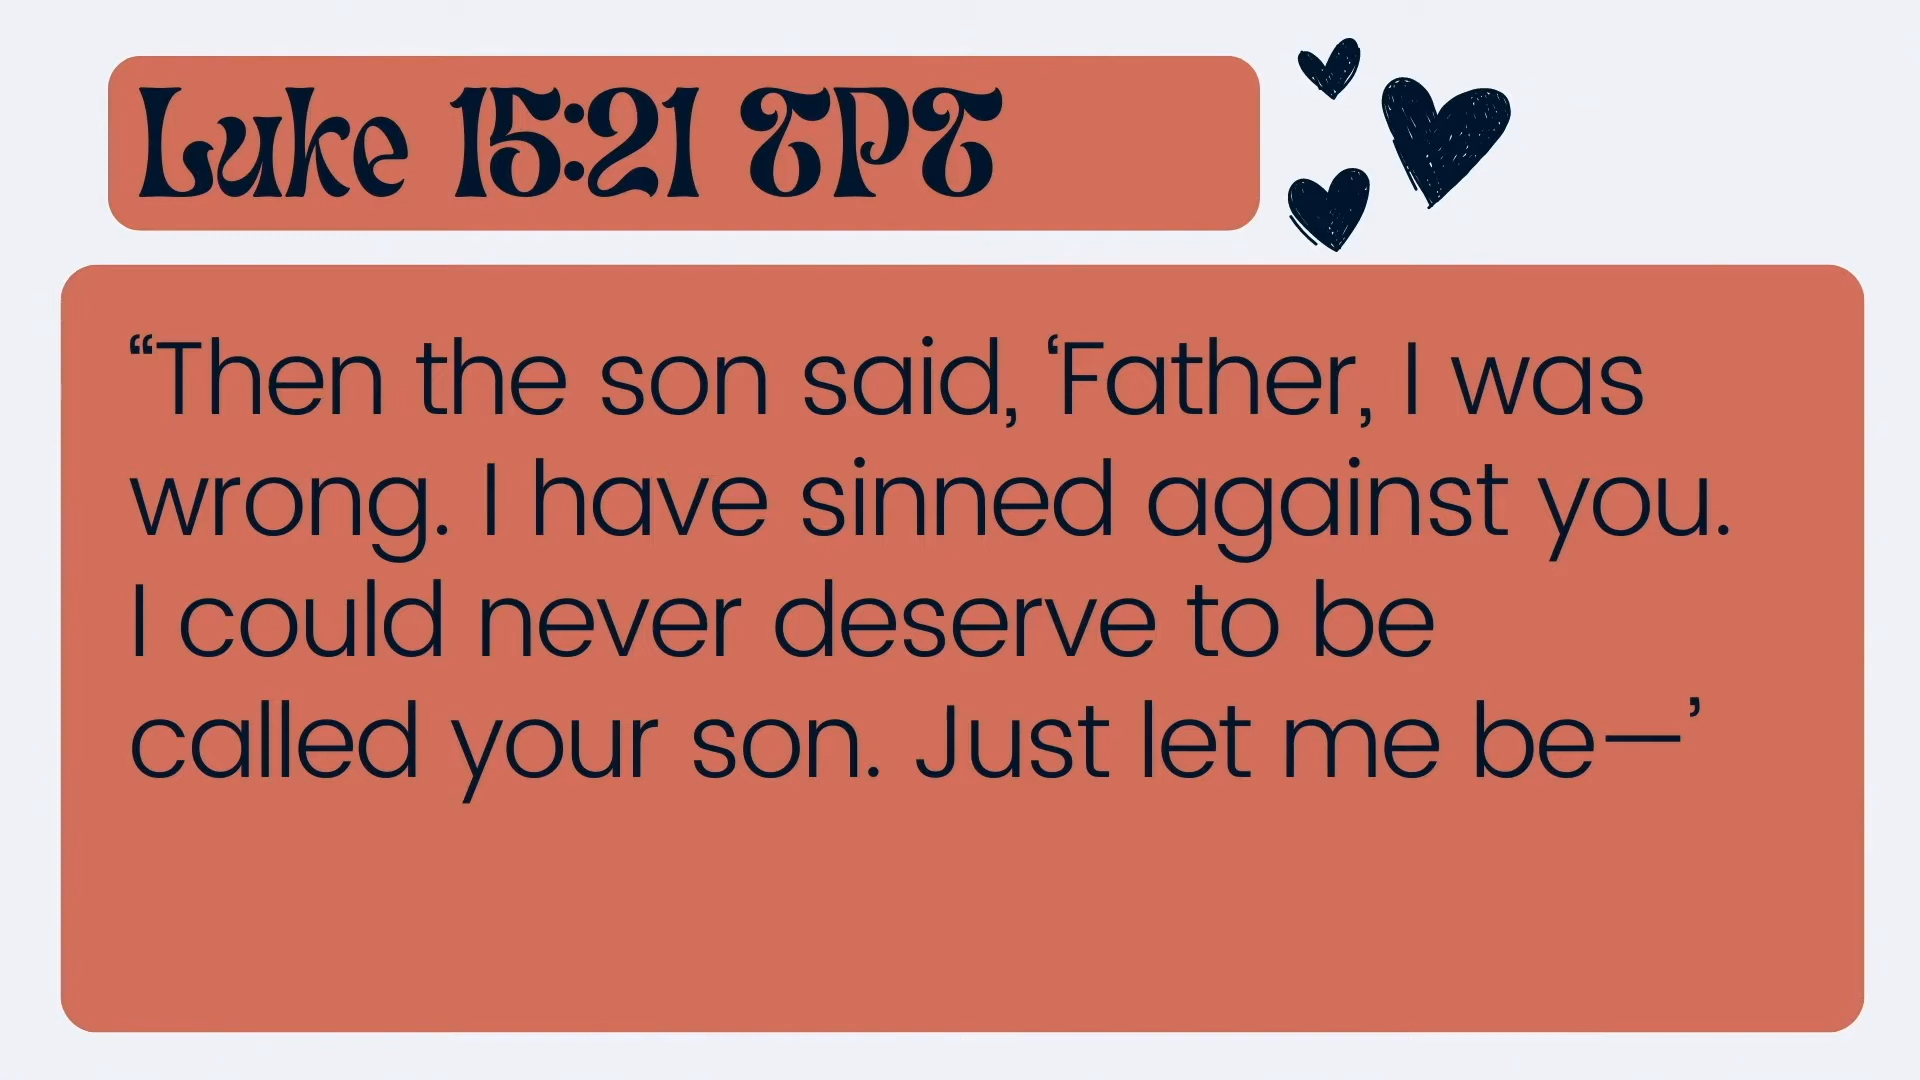 Luke 15:21 TPT
“Then the son said, ‘Father, I was
wrong. I have sinned against you.
I could never deserve to be
called your son. Just let me be—’